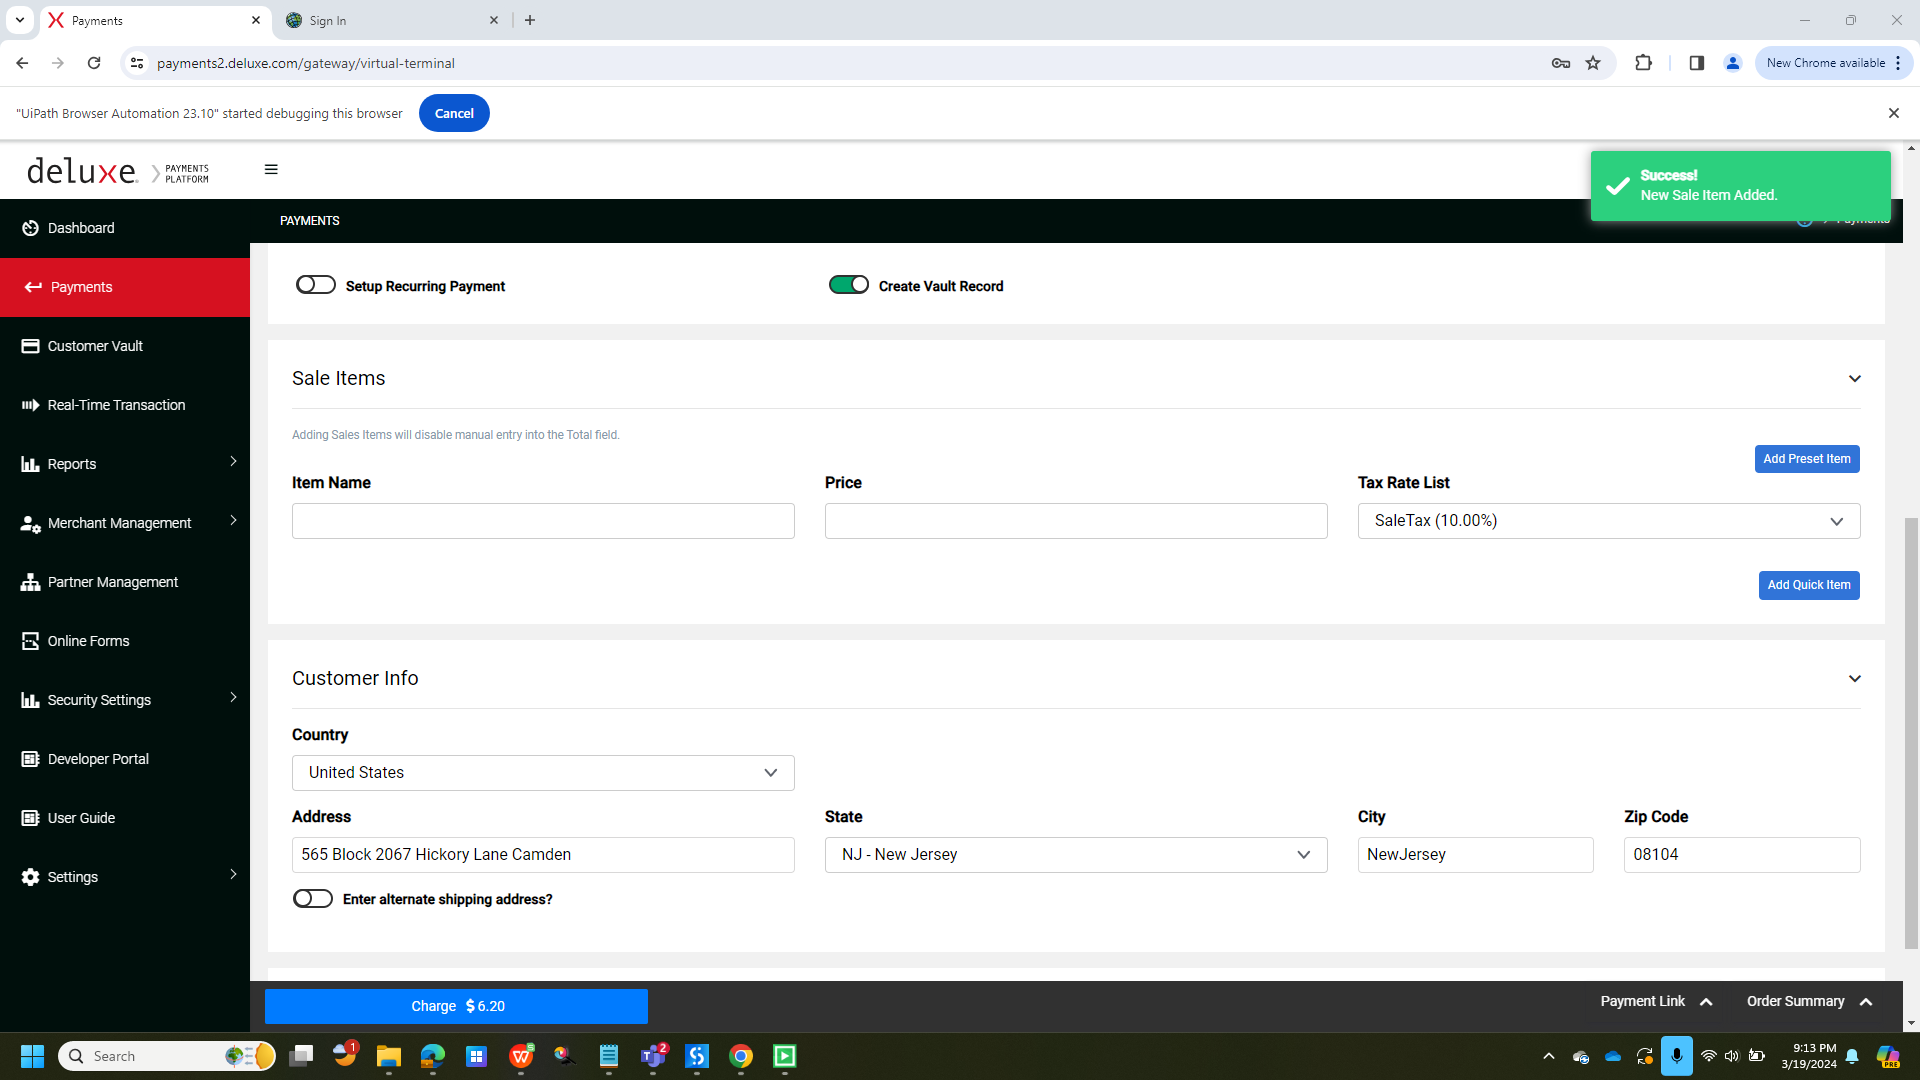 Payments
Sign In
payments2.deluxe.com/gateway/virtual-terminal
New Chrome available
"UiPath Browser Automation 23.10" started debugging this browser
Cancel
deluxe.
PAYMENTS
PLATFORM
Success!
New Sale Item Added.
Dashboard
PAYMENTS
Payments
Setup Recurring Payment
Create Vault Record
Customer Vault
Real-Time Transaction
Reports
Merchant Management
Partner Management
Online Forms
Security Settings
Developer Portal
User Guide
Settings
Sale Items
Adding Sales Items will disable manual entry into the Total field.
Add Preset Item
Item Name
Price
Tax Rate List
SaleTax (10.00%)
Add Quick Item
Customer Info
Country
United States
Address
State
City
Zip Code
565 Block 2067 Hickory Lane Camden
NJ - New Jersey
NewJersey
08104
Enter alternate shipping address?
Charge $ 6.20
Payment Link
Order Summary
Search
1
2
9:13 PM
3/19/2024
PRE